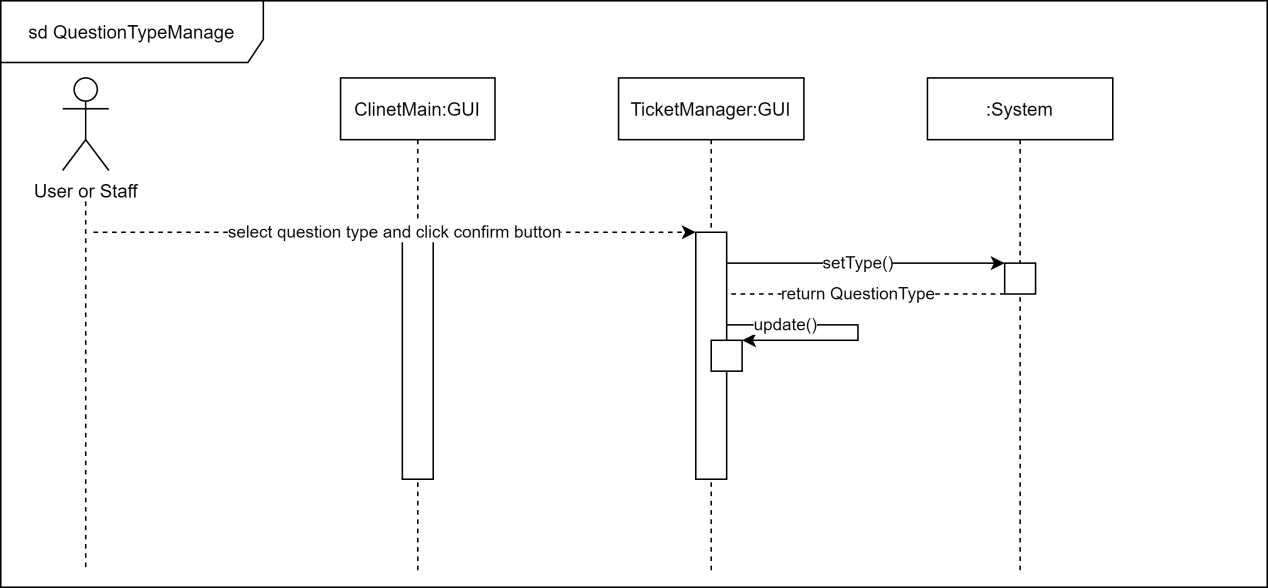 sd QuestionTypeManage
ClinetMain:GUI
TicketManager:GUI
:System
User or Staff
select question type and click confirm button
setType()
return QuestionType
update()